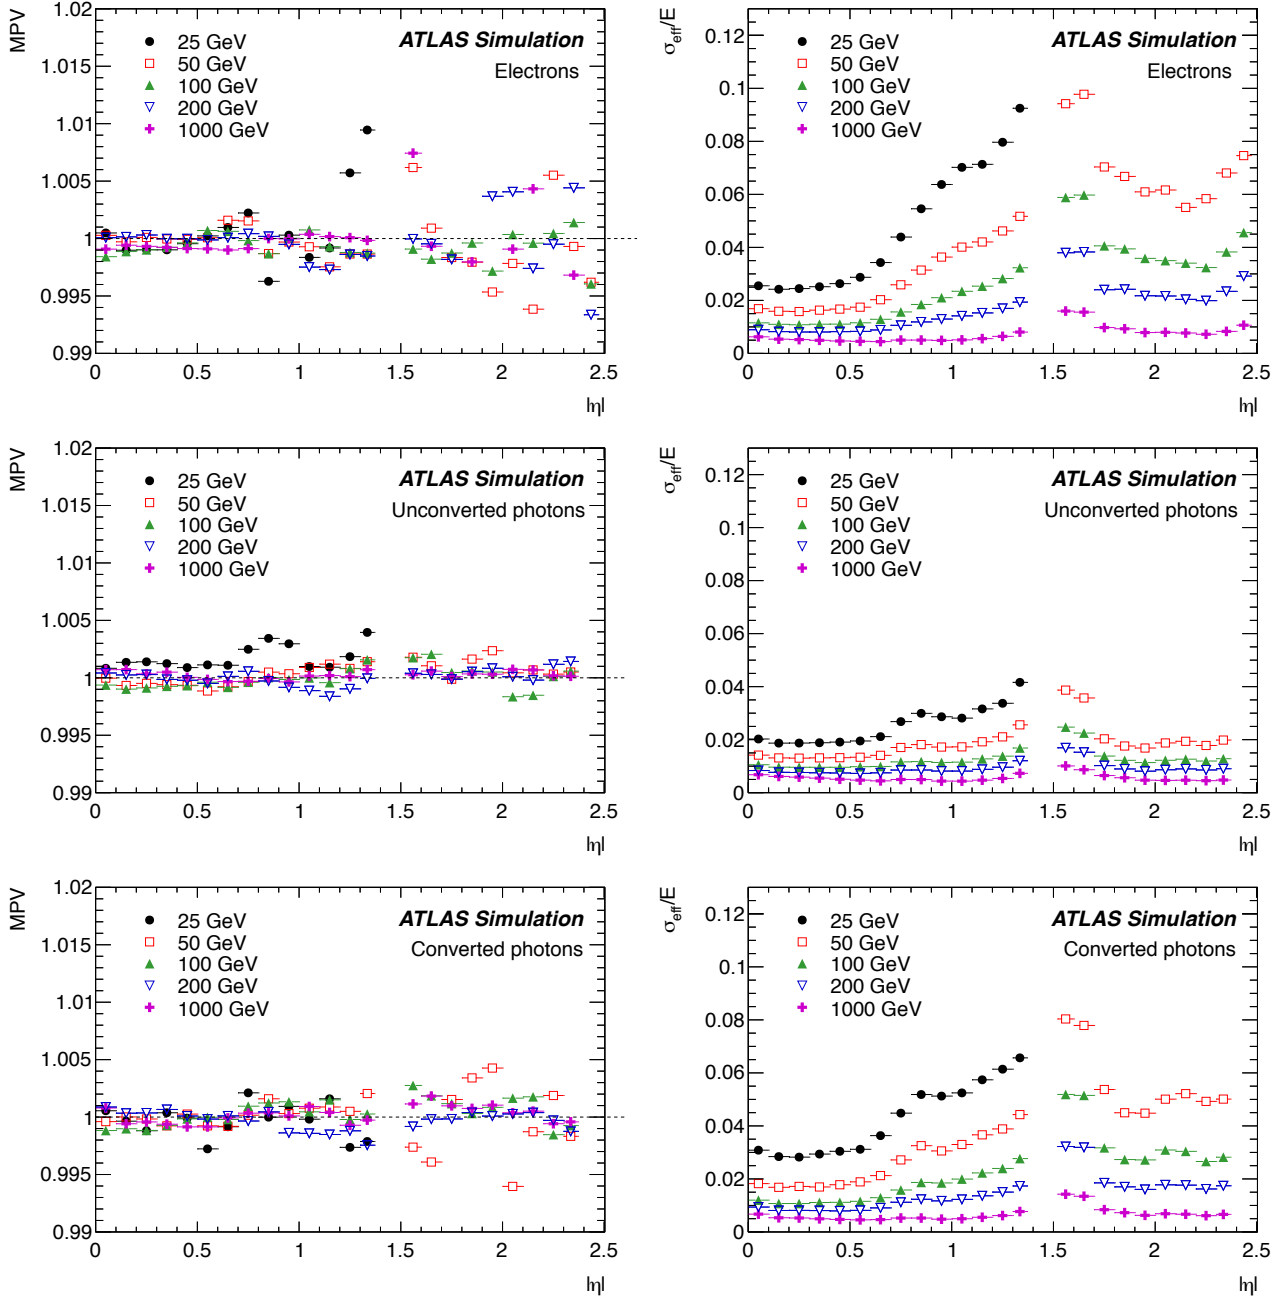 MPV
1.02
1.015
1.01
1.005
1
0.995
0.99
25 GeV
50 GeV
100 GeV
200 GeV
1000 GeV
ATLAS Simulation
Electrons
0 0.5 1 1.5 2 2.5
|η|
σeff/E
0.12
0.1
0.08
0.06
0.04
0.02
0
25 GeV
50 GeV
100 GeV
200 GeV
1000 GeV
ATLAS Simulation
Electrons
0 0.5 1 1.5 2 2.5
|η|
MPV
1.02
1.015
1.01
1.005
1
0.995
0.99
25 GeV
50 GeV
100 GeV
200 GeV
1000 GeV
ATLAS Simulation
Unconverted photons
0 0.5 1 1.5 2 2.5
|η|
σeff/E
0.12
0.1
0.08
0.06
0.04
0.02
0
25 GeV
50 GeV
100 GeV
200 GeV
1000 GeV
ATLAS Simulation
Unconverted photons
0 0.5 1 1.5 2 2.5
|η|
MPV
1.02
1.015
1.01
1.005
1
0.995
0.99
25 GeV
50 GeV
100 GeV
200 GeV
1000 GeV
ATLAS Simulation
Converted photons
0 0.5 1 1.5 2 2.5
|η|
σeff/E
0.12
0.1
0.08
0.06
0.04
0.02
0
25 GeV
50 GeV
100 GeV
200 GeV
1000 GeV
ATLAS Simulation
Converted photons
0 0.5 1 1.5 2 2.5
|η|